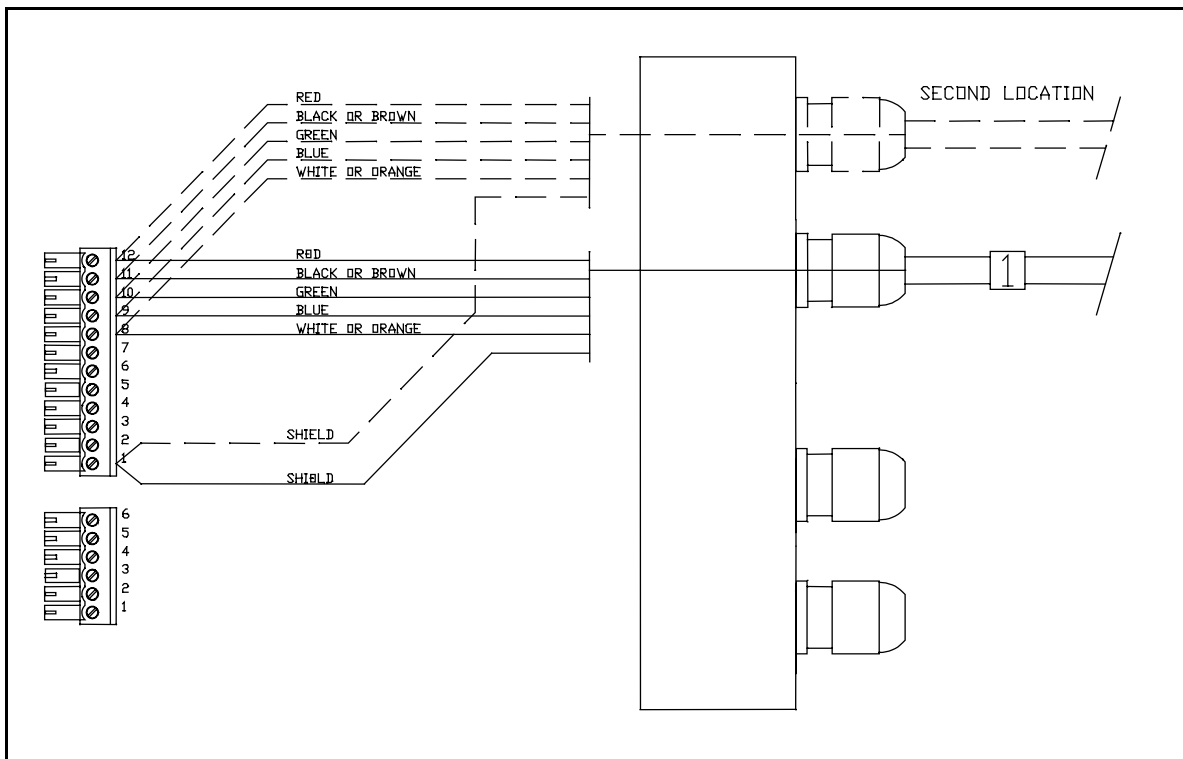 SECOND LOCATION
RED
BLACK OR BROWN
GREEN
BLUE
WHITE OR ORANGE
12
RØD
11
BLACK OR BROWN
10
GREEN
9
BLUE
8
WHITE OR ORANGE
1
7
6
5
4
3
2
SHIELD
1
SHIØLD
6
5
4
3
2
1